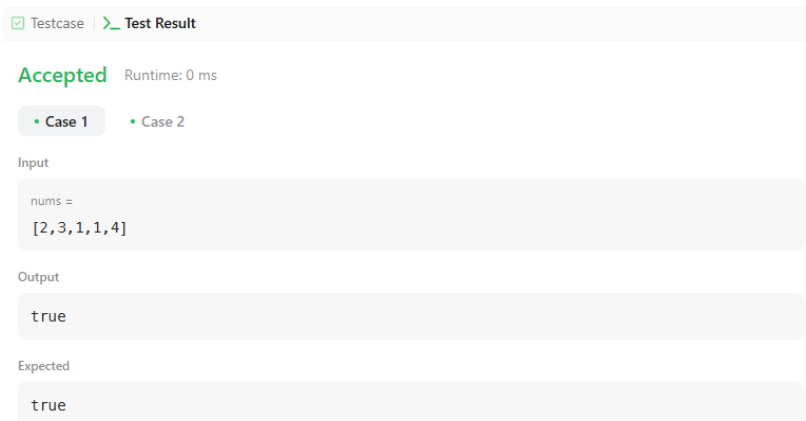 Testcase | >_ Test Result
Accepted Runtime: 0 ms
• Case 1 • Case 2
Input
nums =
[2,3,1,1,4]
Output
true
Expected
true